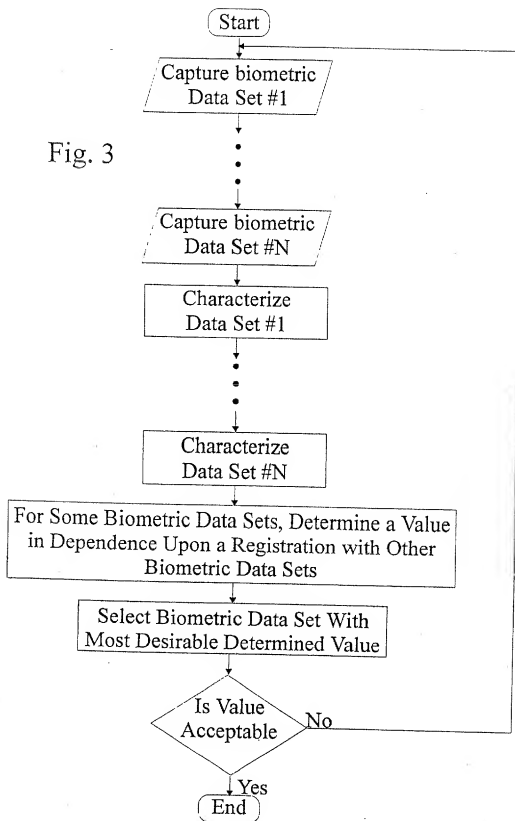 Start
Capture biometric
Data Set #1
Fig. 3
Capture biometric
Data Set #N
Characterize
Data Set #1
Characterize
Data Set #N
For Some Biometric Data Sets, Determine a Value
in Dependence Upon a Registration with Other
Biometric Data Sets
Select Biometric Data Set With
Most Desirable Determined Value
Is Value
Acceptable
No
Yes
End